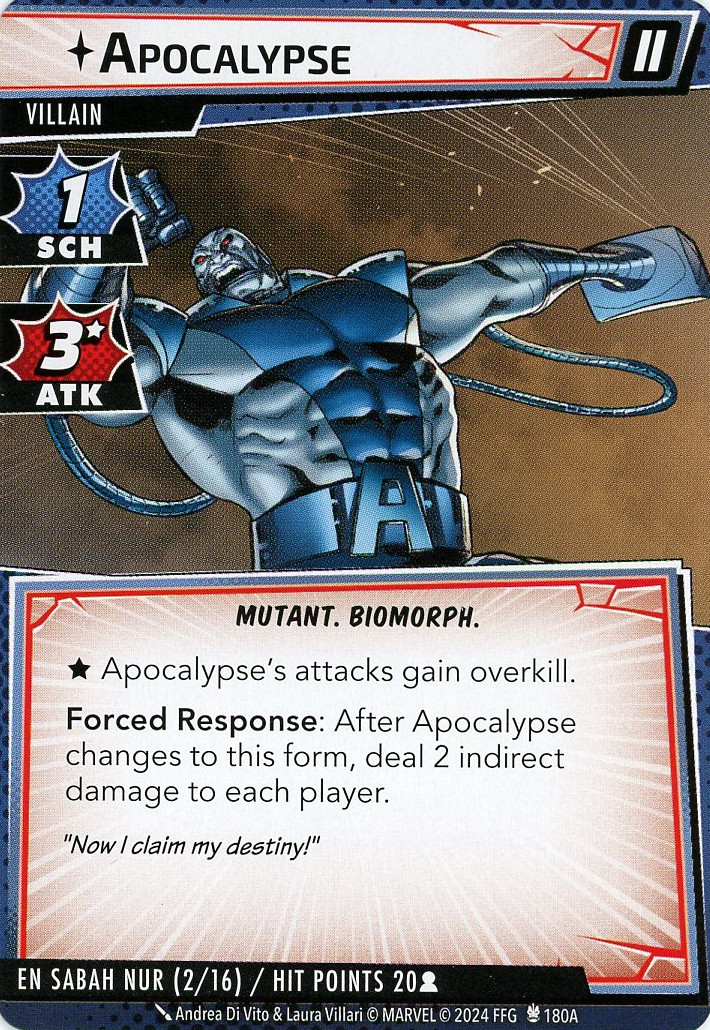 APOCALYPSE
II
VILLAIN
1
SCH
3★
ATK
A
MUTANT. BIOMORPH.
★ Apocalypse's attacks gain overkill.
Forced Response: After Apocalypse
changes to this form, deal 2 indirect
damage to each player.
"Now I claim my destiny!"
EN SABAH NUR (2/16) / HIT POINTS 20
Andrea Di Vito & Laura Villari © MARVEL © 2024 FFG 180A